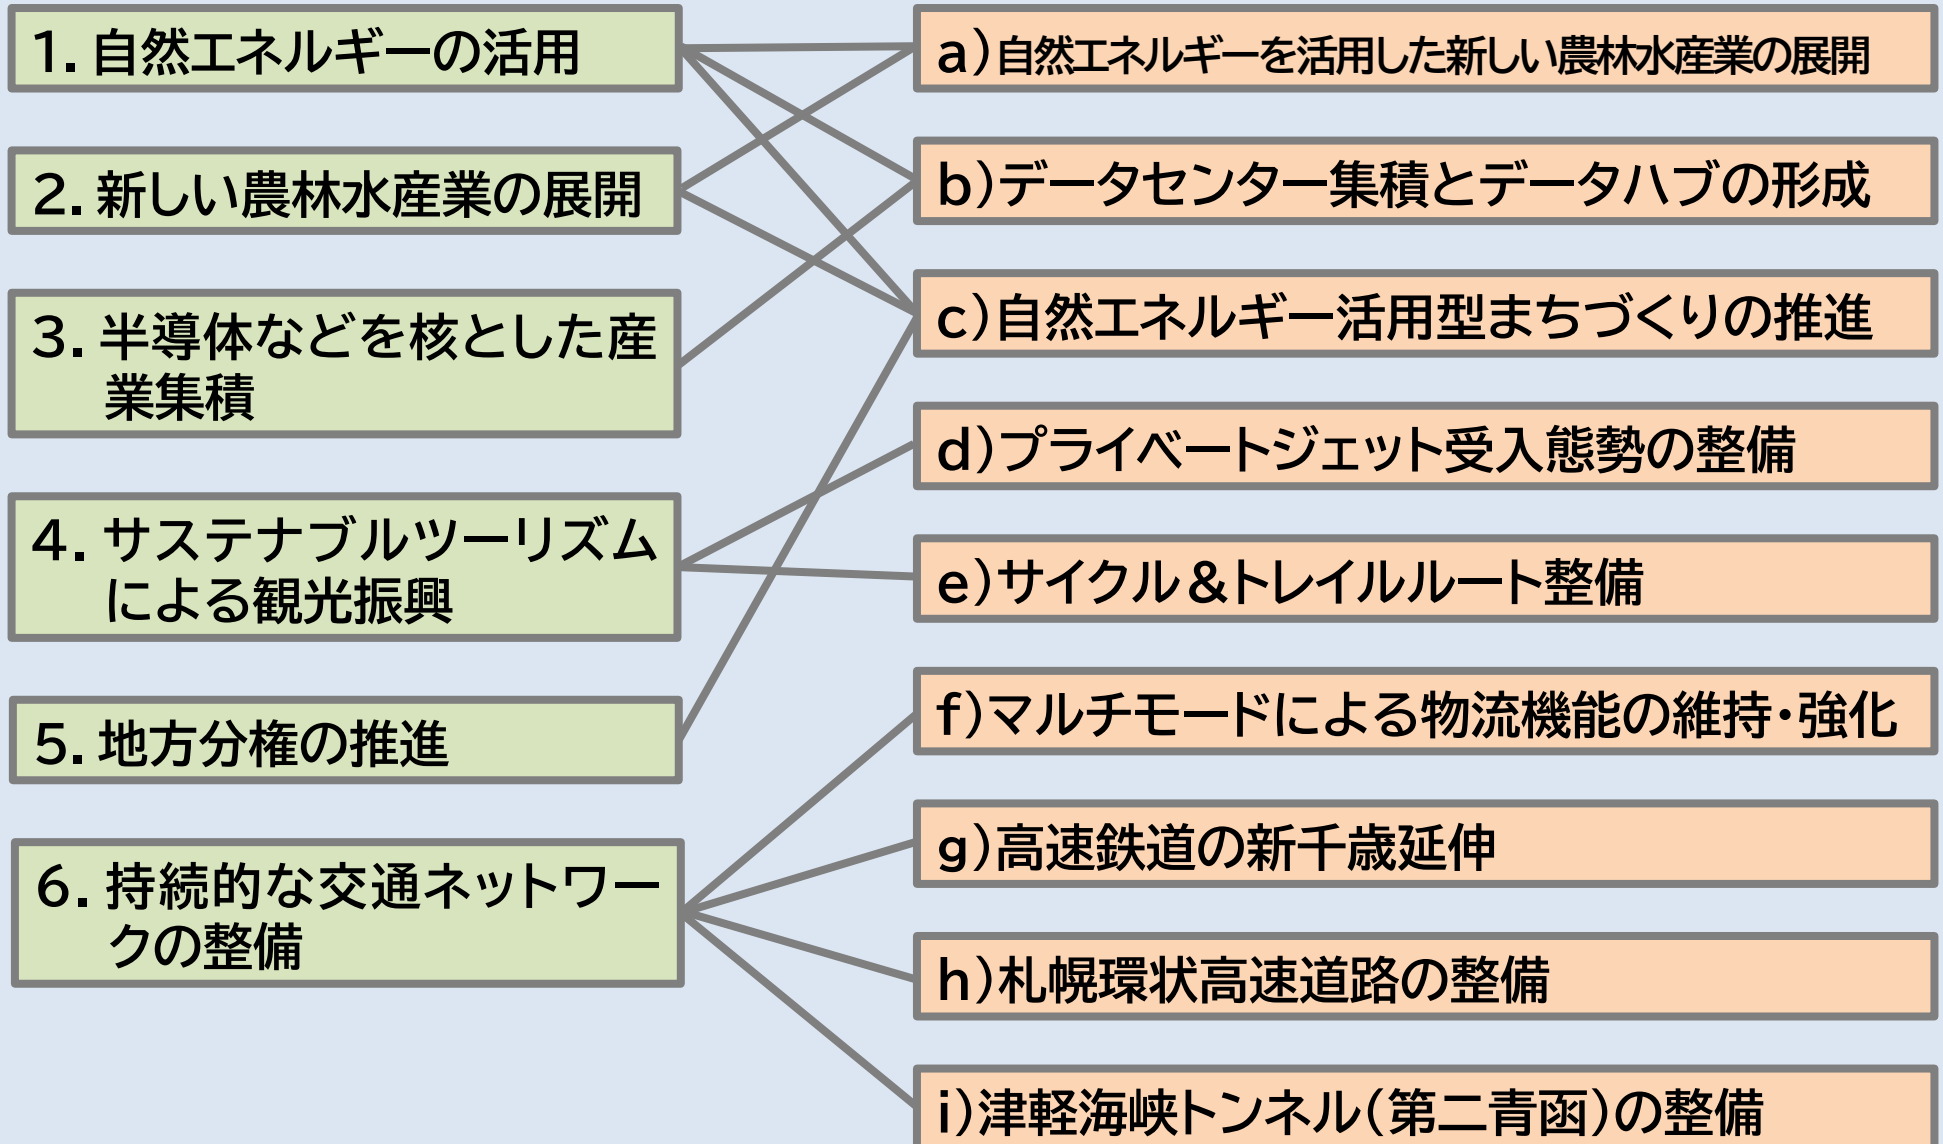 1. 自然エネルギーの活用
2. 新しい農林水産業の展開
3. 半導体などを核とした産
業集積
4. サステナブルツーリズム
による観光振興
5. 地方分権の推進
6. 持続的な交通ネットワー
クの整備
a)自然エネルギーを活用した新しい農林水産業の展開
b)データセンター集積とデータハブの形成
c)自然エネルギー活用型まちづくりの推進
d)プライベートジェット受入態勢の整備
e)サイクル&トレイルルート整備
f)マルチモードによる物流機能の維持・強化
g)高速鉄道の新千歳延伸
h)札幌環状高速道路の整備
i)津軽海峡トンネル(第二青函)の整備